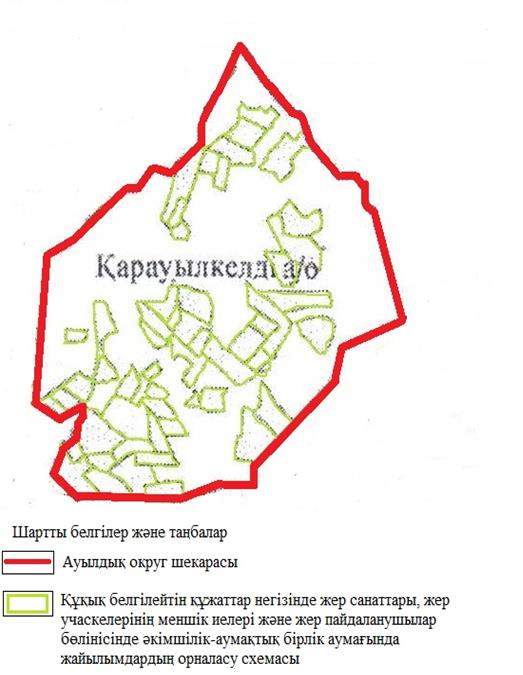 Қарауылкелді а/о
Шартты белгілер және таңбалар
Ауылдық округ шекарасы
Құқық белгілейтін құжаттар негізінде жер санаттары, жер
учаскелерінің меншік иелері және жер пайдаланушылар
бөлінісінде әкімшілік-аумақтық бірлік аумағында
жайылымдардың орналасу схемасы